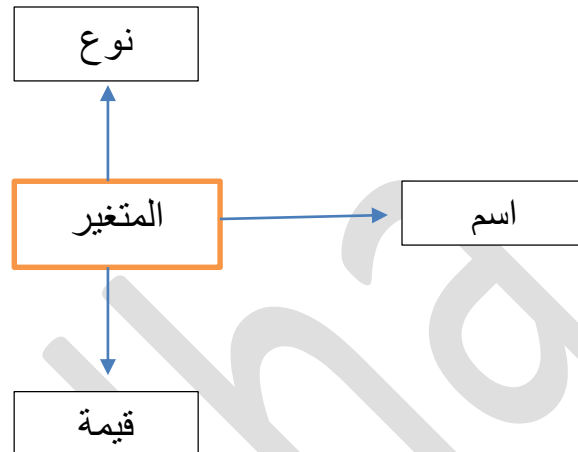 نوع
المتغير
اسم
قيمة